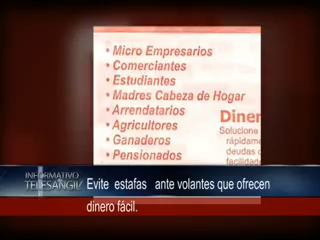 • Micro Empresarios
• Comerciantes
• Estudiantes
• Madres Cabeza de Hogar
• Arrendatarios
• Agricultores
• Ganaderos
• Pensionados
Diner
Solucione
rápidame
deudas
facilidad
INFORMATIVO
TELESANGIL
Evite estafas ante volantes que ofrecen
dinero fácil.